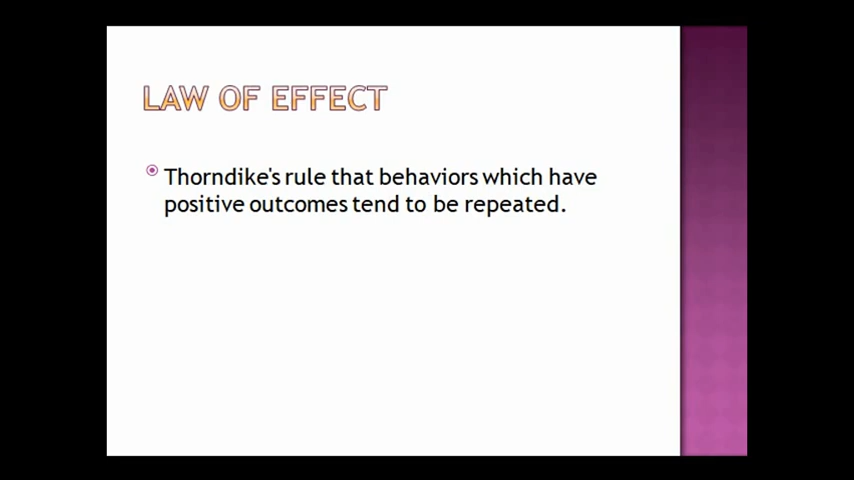 LAW OF EFFECT
Thorndike's rule that behaviors which have
positive outcomes tend to be repeated.